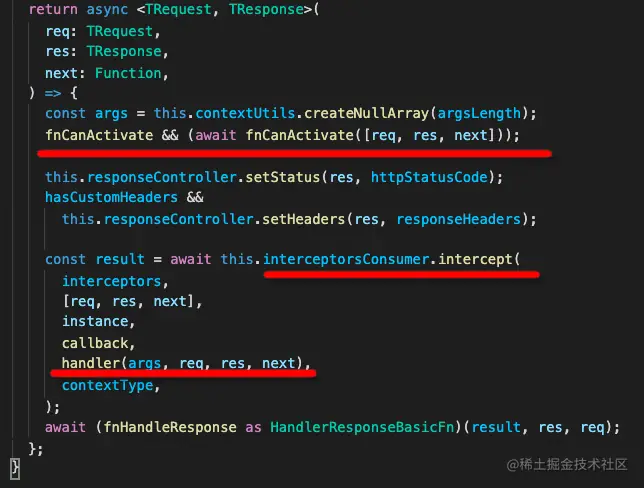 return async <TRequest, TResponse>(
req: TRequest,
res: TResponse,
next: Function,
) => {
const args = this.contextUtils.createNullArray(argsLength);
fnCanActivate && (await fnCanActivate([req, res, next]));
this.responseController.setStatus(res, httpStatusCode);
hasCustomHeaders &&
this.responseController.setHeaders(res, responseHeaders);
const result = await this.interceptorsConsumer.intercept(
interceptors,
[req, res, next],
instance,
callback,
handler(args, req, res, next),
contextType,
);
await (fnHandleResponse as HandlerResponseBasicFn)(result, res, req);
};
}
@稀土掘金技术社区